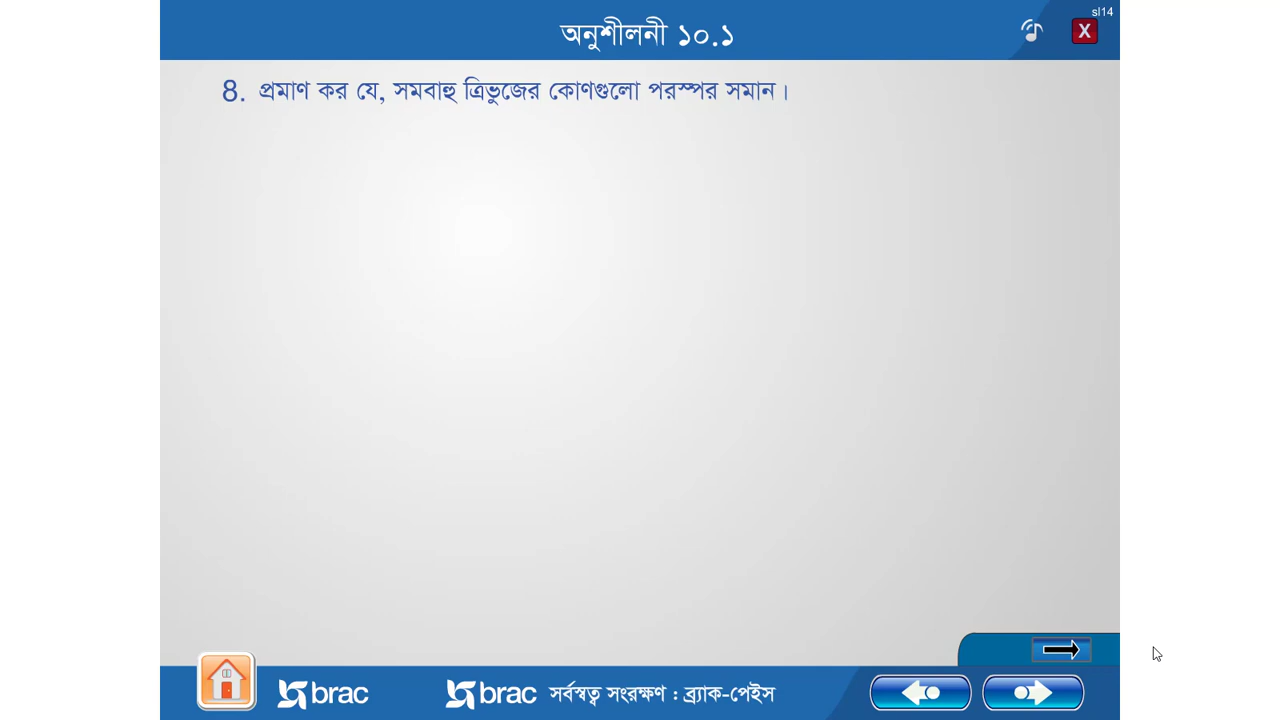 sl14
অনুশীলনী ১০.১
X
৪. প্রমাণ কর যে, সমবাহু ত্রিভুজের কোণগুলো পরস্পর সমান।
brac
brac সর্বস্বত্ব সংরক্ষণ : ব্র্যাক-পেইস